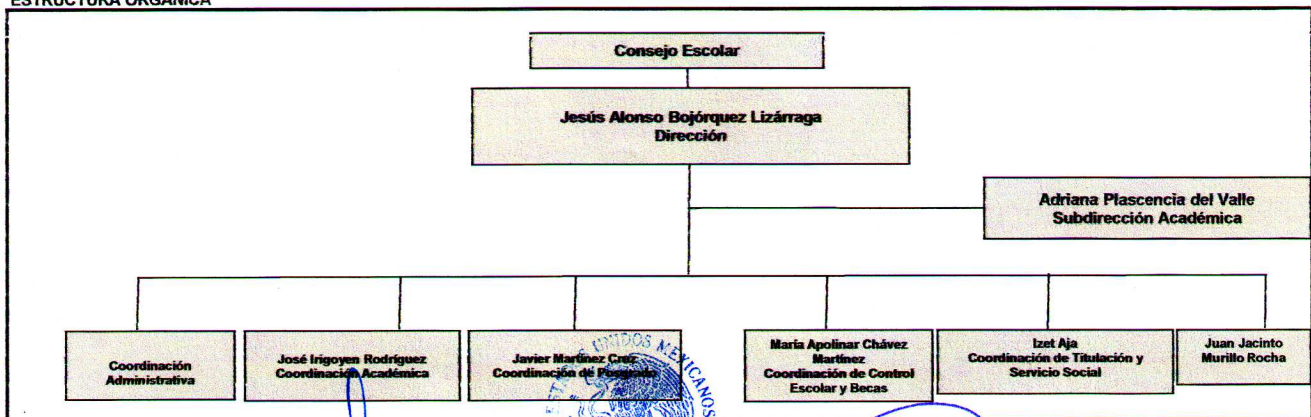 ESTRUCTURA ORGÁNICA
Consejo Escolar
Jesús Alonso Bojórquez Lizárraga
Dirección
Adriana Plascencia del Valle
Subdirección Académica
Coordinación
Administrativa
José Irigoyen Rodríguez
Coordinación Académica
Javier Martínez Cruz
Coordinación de Posgrado
María Apolinar Chávez
Martínez
Coordinación de Control
Escolar y Becas
Izet Aja
Coordinación de Titulación y
Servicio Social
Juan Jacinto
Murillo Rocha
UNIDOS MEXICANOS